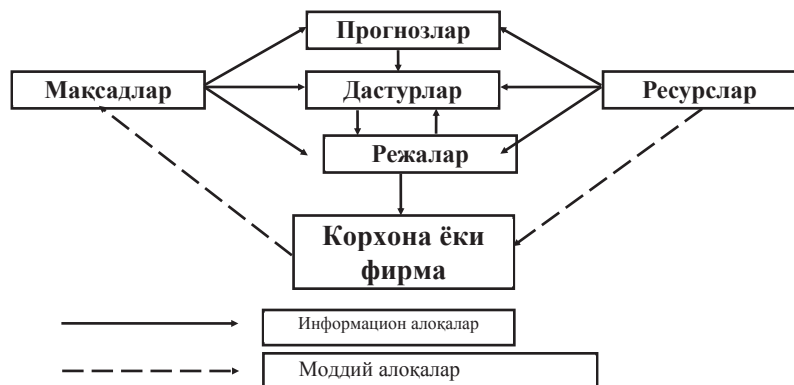 Прогнозлар
Мақсадлар
Дастурлар
Ресурслар
Режалар
Корхона ёки
фирма
Информацион алоқалар
Моддий алоқалар